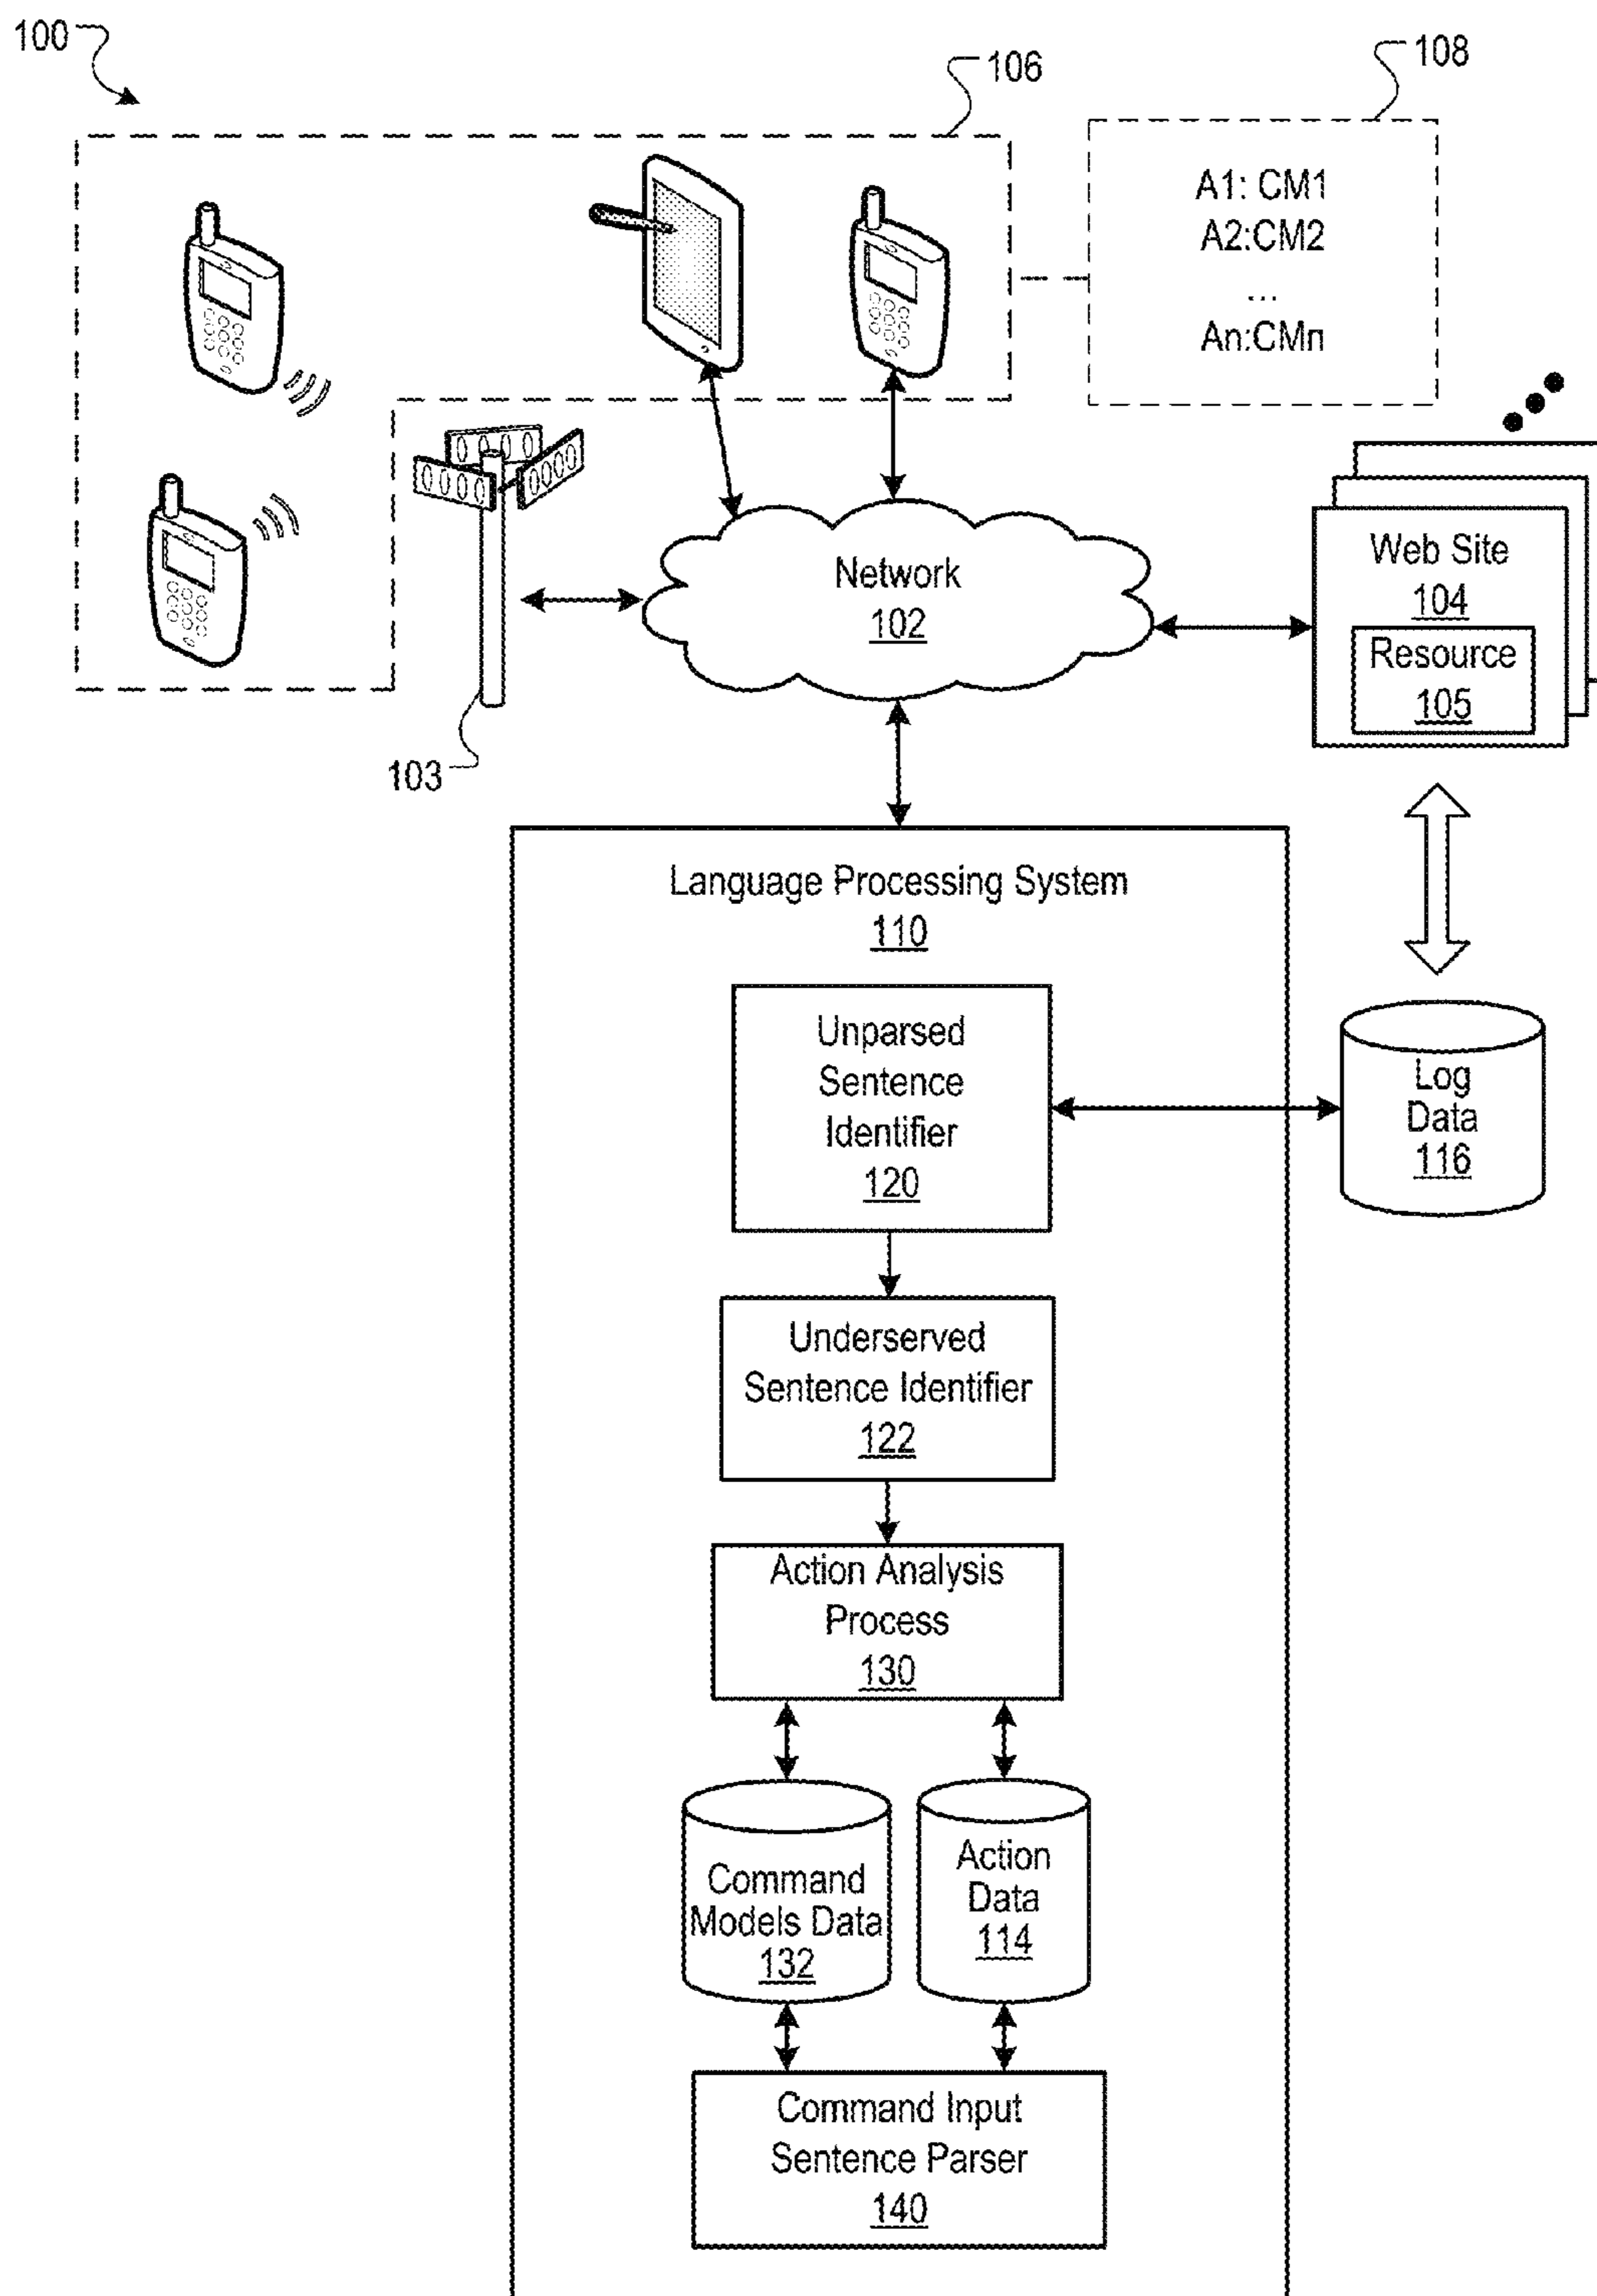 100
106
108
A1: CM1
A2:CM2
...
An:CMn
Network
102
Web Site
104
Resource
105
103
Language Processing System
110
Unparsed
Sentence
Identifier
120
Log
Data
116
Underserved
Sentence Identifier
122
Action Analysis
Process
130
Command
Models Data
132
Action
Data
114
Command Input
Sentence Parser
140